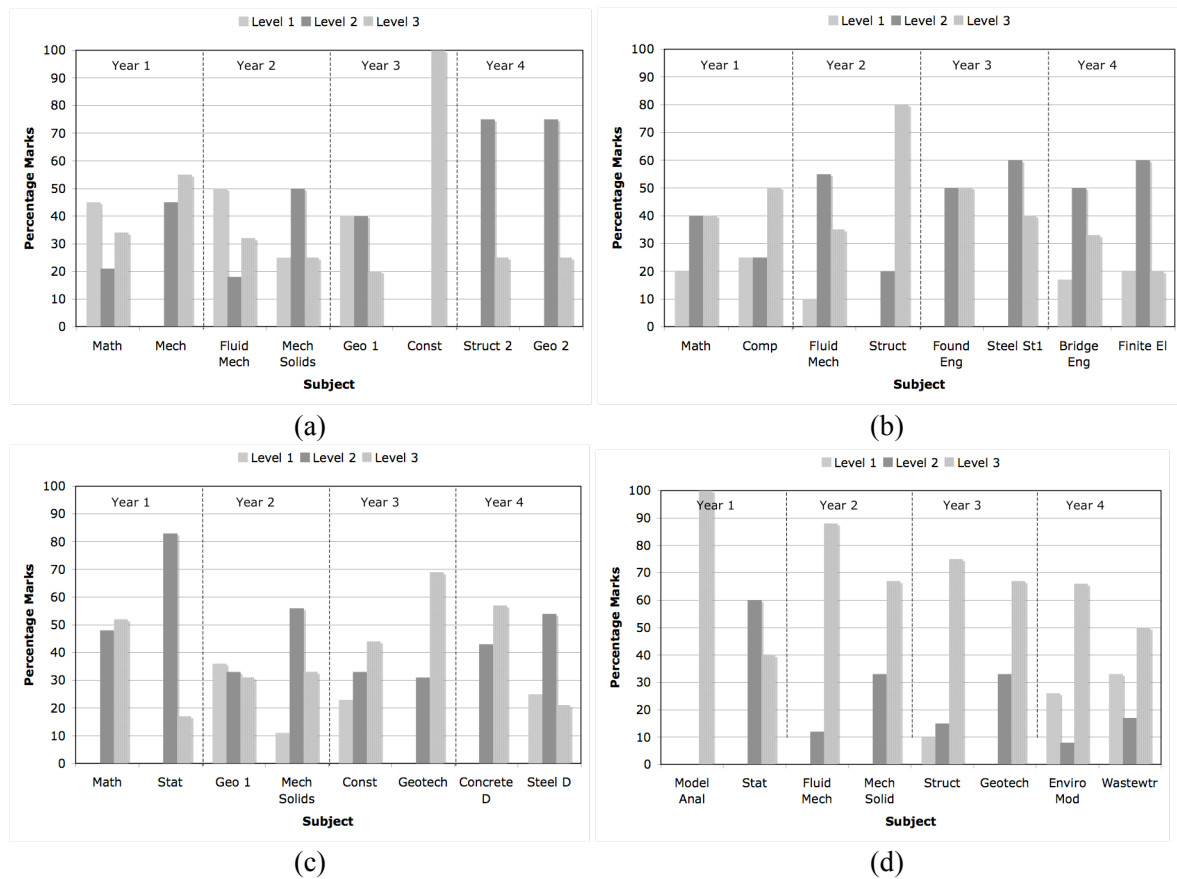 Level 1 Level 2 Level 3
Year 1 Year 2 Year 3 Year 4
100
90
80
70
60
50
40
30
20
10
0
Percentage Marks
Math Mech Fluid Mech Geo 1 Const Struct 2 Geo 2
Mech Solids
Subject
(a)
Level 1 Level 2 Level 3
Year 1 Year 2 Year 3 Year 4
100
90
80
70
60
50
40
30
20
10
0
Percentage Marks
Math Comp Fluid Struct Found Steel St1 Bridge Finite El
Mech Eng Eng
Subject
(b)
Level 1 Level 2 Level 3
Year 1 Year 2 Year 3 Year 4
100
90
80
70
60
50
40
30
20
10
0
Percentage Marks
Math Stat Geo 1 Mech Const Geotech Concrete Steel D
Solids D
Subject
(c)
Level 1 Level 2 Level 3
Year 1 Year 2 Year 3 Year 4
100
90
80
70
60
50
40
30
20
10
0
Percentage Marks
Model Stat Fluid Mech Struct Geotech Enviro Wastewtr
Anal Mech Solid Mod
Subject
(d)